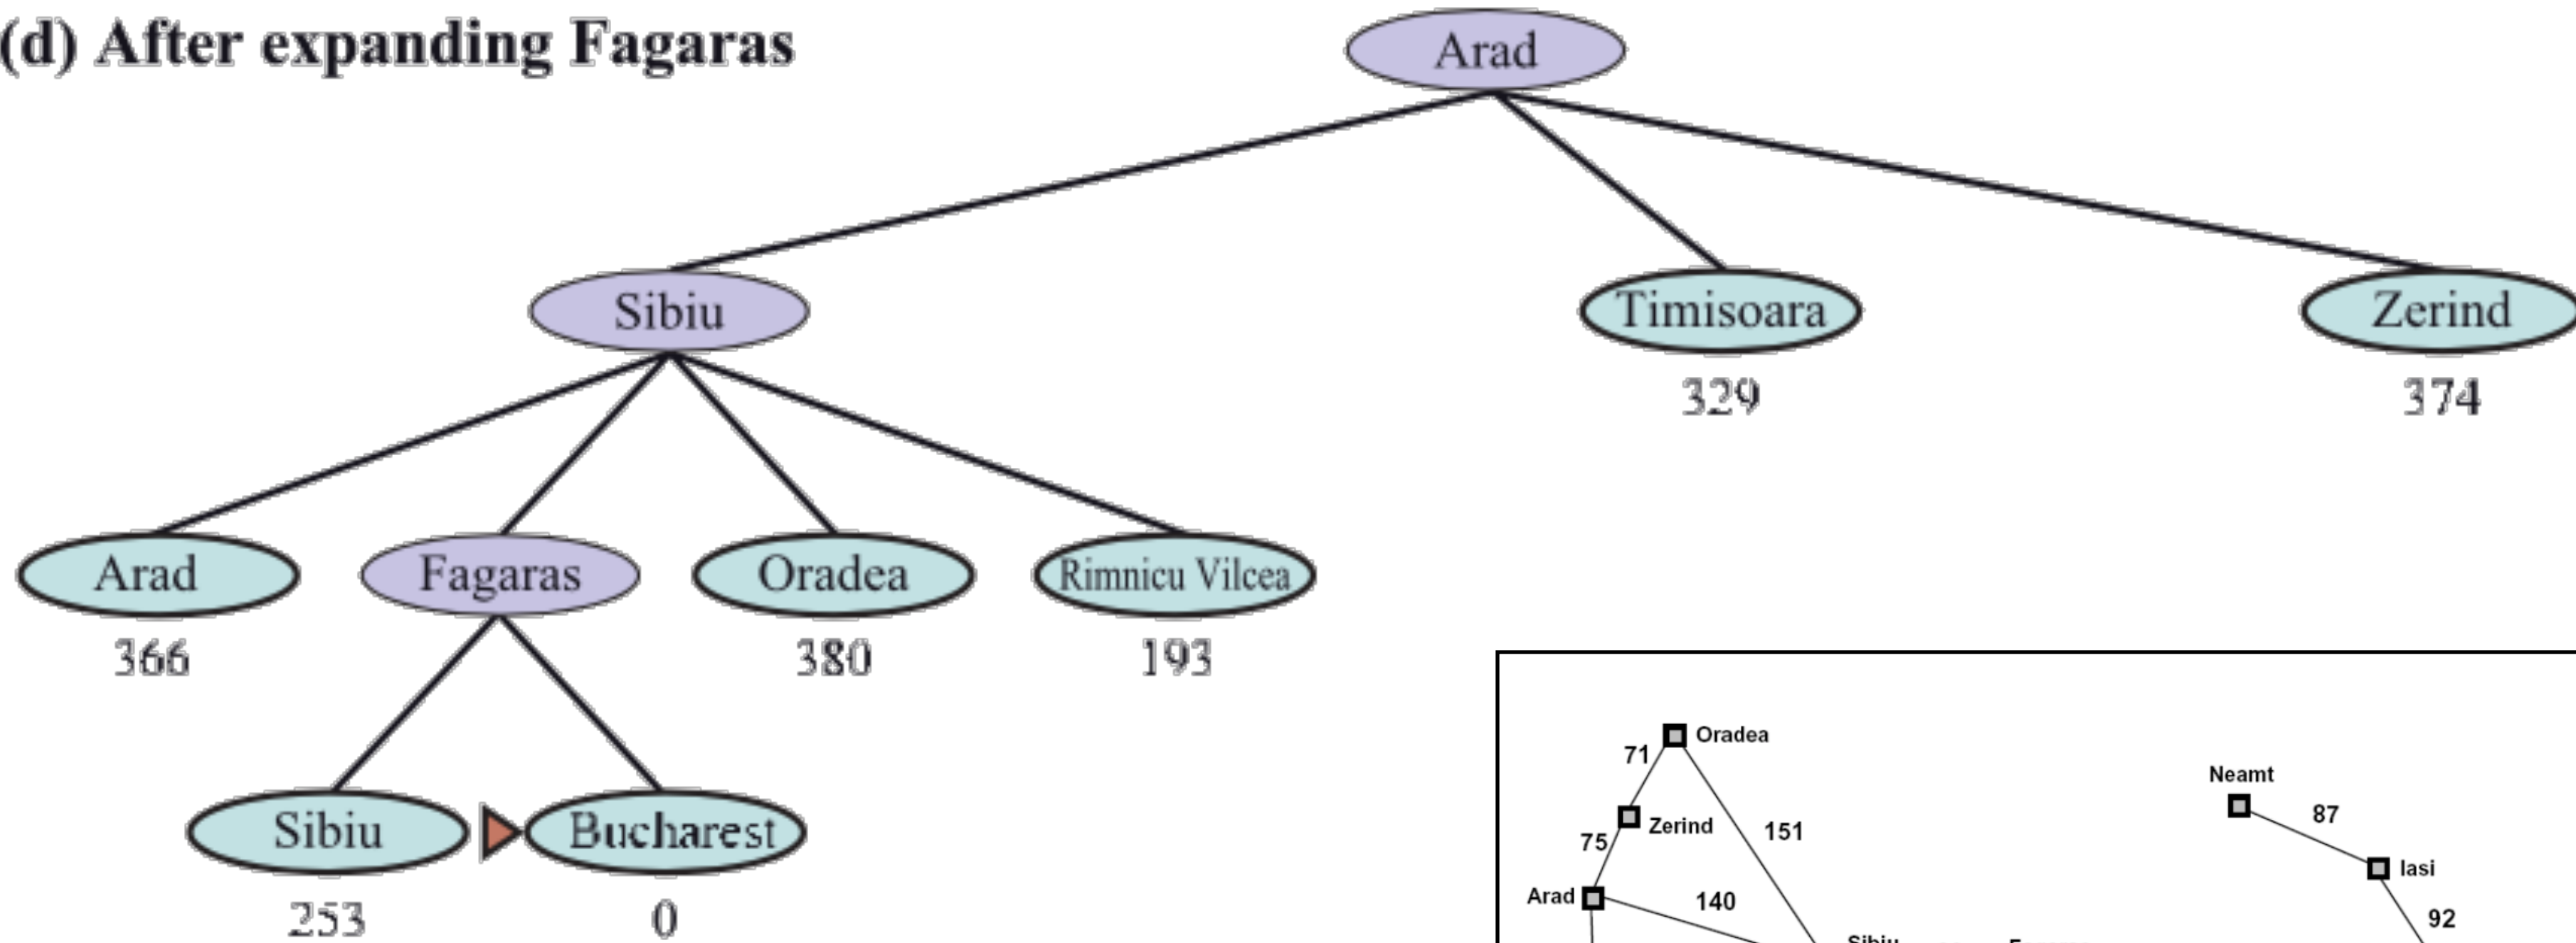 (d) After expanding Fagaras
Arad
Sibiu
Timisoara
Zerind
329
374
Arad
Fagaras
Oradea
Rimnicu Vilcea
366
380
193
Sibiu
Bucharest
253
0
Oradea
71
Neamt
87
Zerind
151
75
Iasi
Arad
140
92